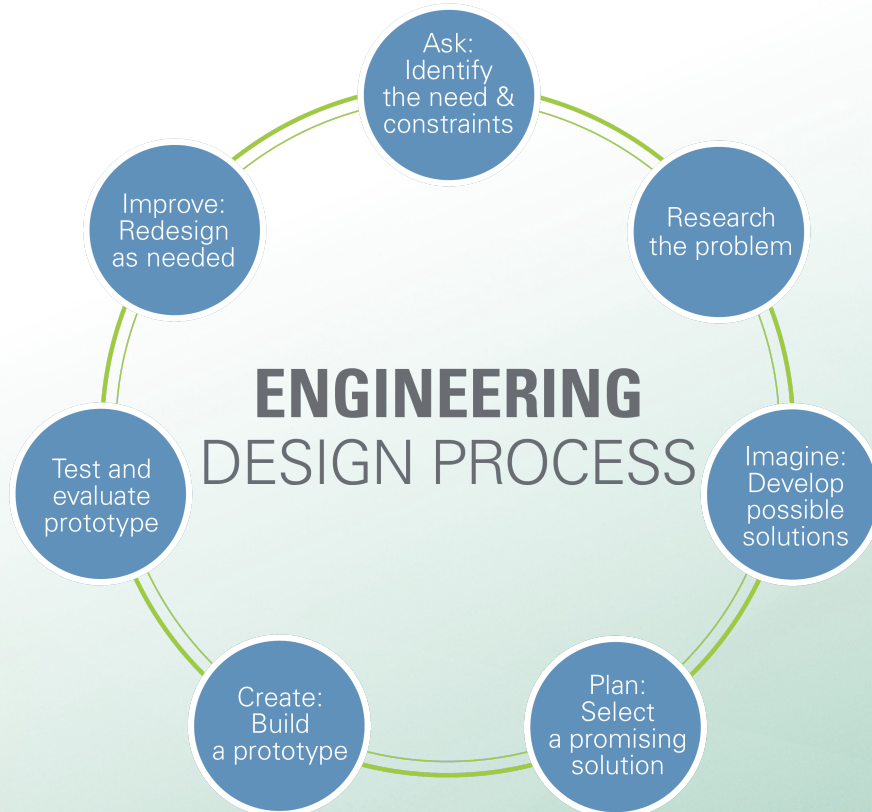 Ask:
Identify
the need &
constraints
Research
the problem
Imagine:
Develop
possible
solutions
Plan:
Select
a promising
solution
Create:
Build
a prototype
Test and
evaluate
prototype
Improve:
Redesign
as needed
ENGINEERING
DESIGN PROCESS